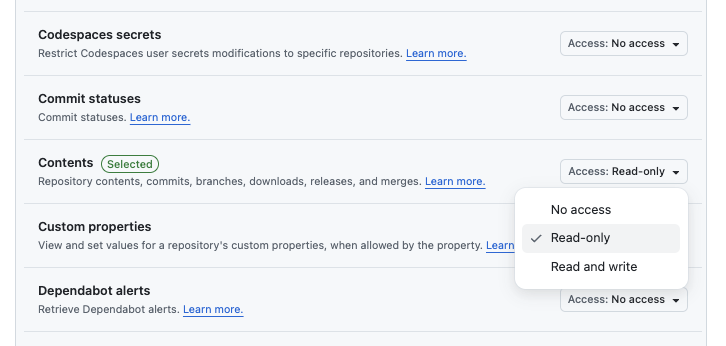 Codespaces secrets
Restrict Codespaces user secrets modifications to specific repositories. Learn more.
Access: No access
Commit statuses
Commit statuses. Learn more.
Access: No access
Contents Selected
Repository contents, commits, branches, downloads, releases, and merges. Learn more.
Access: Read-only
No access
Read-only
Read and write
Custom properties
View and set values for a repository's custom properties, when allowed by the property. Learn
Dependabot alerts
Retrieve Dependabot alerts. Learn more.
Access: No access